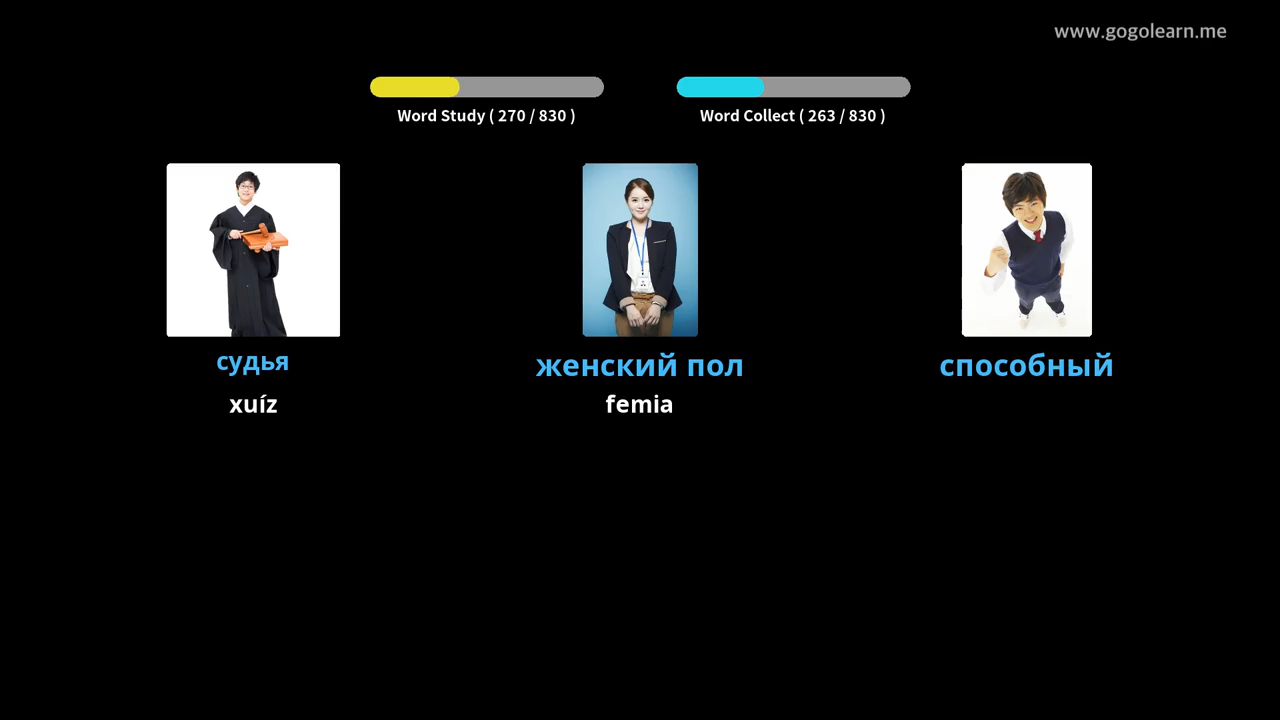 www.gogolearn.me
Word Study ( 270 / 830 )
Word Collect ( 263 / 830 )
судья
женский пол
способный
xuíz
femia